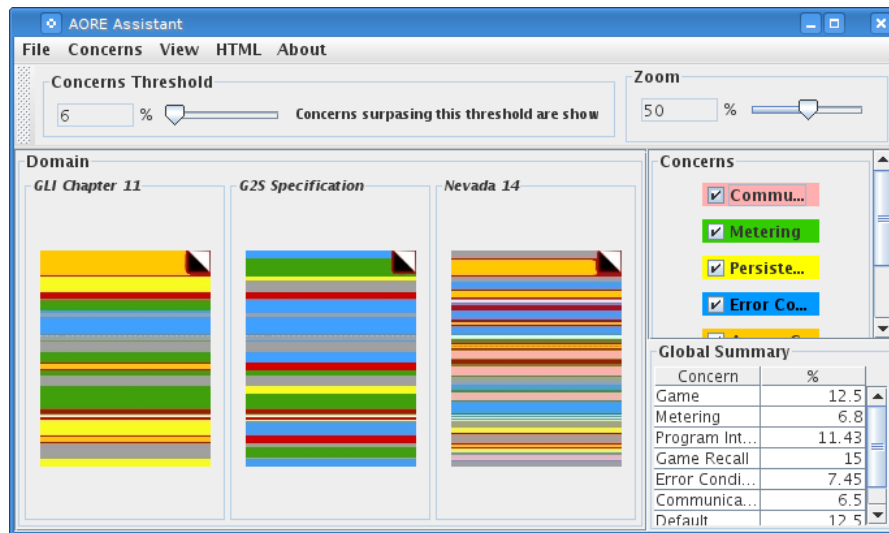 AORE Assistant
File Concerns View HTML About
Concerns Threshold
6 % Concerns surpasing this threshold are show
Zoom
50 %
Domain
GLI Chapter 11
G2S Specification
Nevada 14
Concerns
Commu...
Metering
Persiste...
Error Co...
Global Summary
Concern %
Game 12.5
Metering 6.8
Program Int... 11.43
Game Recall 15
Error Condi... 7.45
Communica... 6.5
Default 12.5